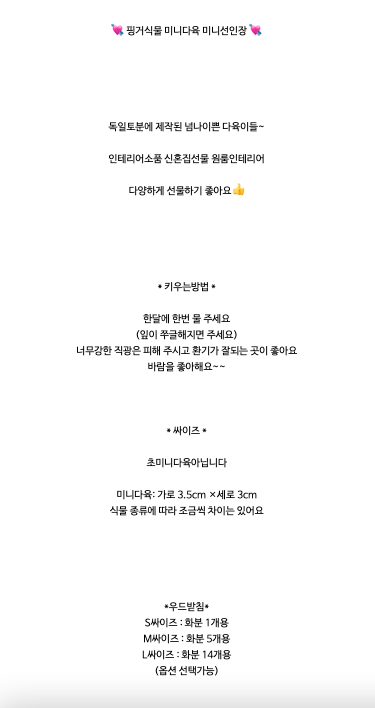 💘 핑거식물 미니다육 미니선인장 💘
독일토분에 제작된 넘나이쁜 다육이들~
인테리어소품 신혼집선물 원룸인테리어
다양하게 선물하기 좋아요👍
* 키우는방법 *
한달에 한번 물 주세요
(잎이 쭈글해지면 주세요)
너무강한 직광은 피해 주시고 환기가 잘되는 곳이 좋아요
바람을 좋아해요~~
* 싸이즈 *
초미니다육아닙니다
미니다육: 가로 3.5cm ×세로 3cm
식물 종류에 따라 조금씩 차이는 있어요
*우드받침*
S싸이즈 : 화분 1개용
M싸이즈 : 화분 5개용
L싸이즈 : 화분 14개용
(옵션 선택가능)